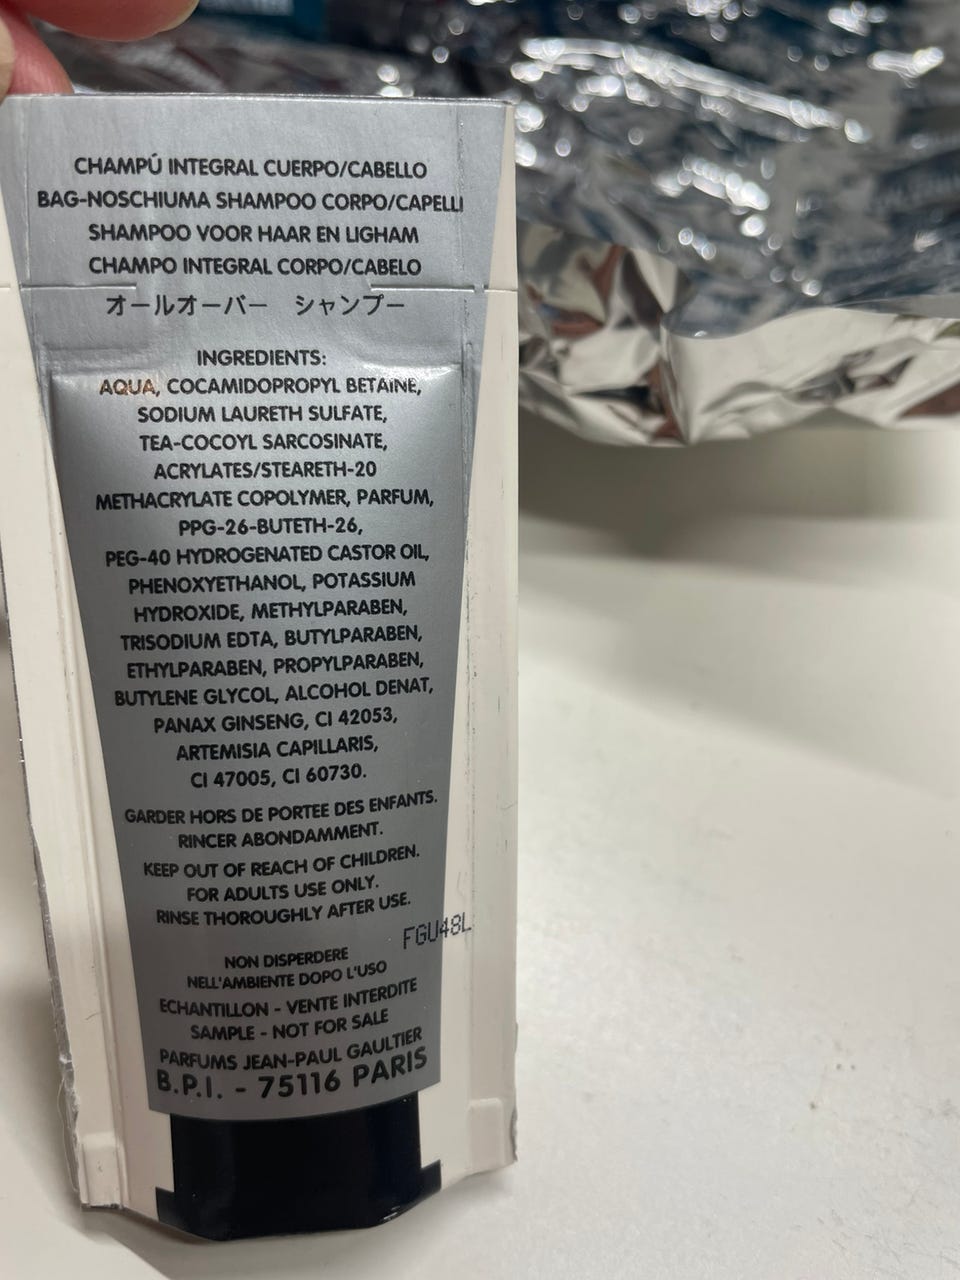 CHAMPÚ INTEGRAL CUERPO/CABELLO
BAG-NOSCHIUMA SHAMPOO CORPO/CAPELLI
SHAMPOO VOOR HAAR EN LIGHAM
CHAMPO INTEGRAL CORPO/CABELO
オールオーバー シャンプー
INGREDIENTS:
AQUA, COCAMIDOPROPYL BETAINE,
SODIUM LAURETH SULFATE,
TEA-COCOYL SARCOSINATE,
ACRYLATES/STEARETH-20
METHACRYLATE COPOLYMER, PARFUM,
PPG-26-BUTETH-26,
PEG-40 HYDROGENATED CASTOR OIL,
PHENOXYETHANOL, POTASSIUM
HYDROXIDE, METHYLPARABEN,
TRISODIUM EDTA, BUTYLPARABEN,
ETHYLPARABEN, PROPYLPARABEN,
BUTYLENE GLYCOL, ALCOHOL DENAT,
PANAX GINSENG, CI 42053,
ARTEMISIA CAPILLARIS,
CI 47005, CI 60730.
GARDER HORS DE PORTEE DES ENFANTS.
RINCER ABONDAMMENT.
KEEP OUT OF REACH OF CHILDREN.
FOR ADULTS USE ONLY.
RINSE THOROUGHLY AFTER USE.
FGU48L
NON DISPERDERE
NELL'AMBIENTE DOPO L'USO
ECHANTILLON - VENTE INTERDITE
SAMPLE - NOT FOR SALE
PARFUMS JEAN-PAUL GAULTIER
B.P.I. - 75116 PARIS